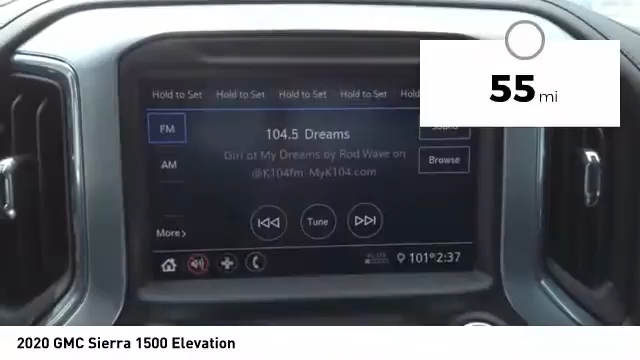 Hold to Set Hold to Set Hold to Set Hold to Set Hold
55 mi
FM
104.5 Dreams
Girl of My Dreams by Rod Wave on
@K104fm MyK104.com
AM
Browse
Tune
More>
101° 2:37
2020 GMC Sierra 1500 Elevation